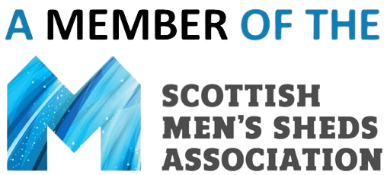 A MEMBER OF THE
SCOTTISH
MEN'S SHEDS
ASSOCIATION